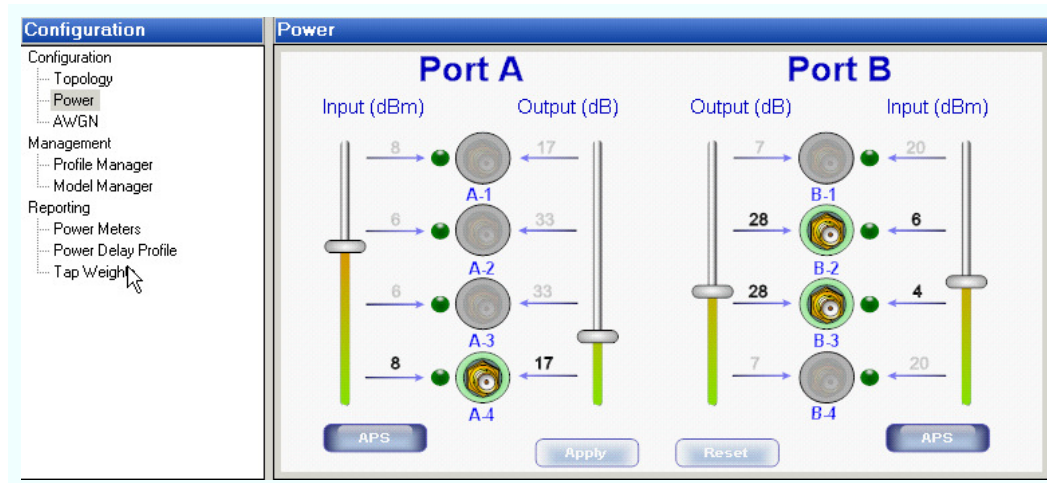 Configuration
Configuration
Topology
Power
AWGN
Management
Profile Manager
Model Manager
Reporting
Power Meters
Power Delay Profile
Tap Weights
Power
Port A
Input (dBm) Output (dB)
8 17
A-1
6 33
A-2
6 33
A-3
8 17
A-4
APS
Port B
Output (dB) Input (dBm)
7 20
B-1
28 6
B-2
28 4
B-3
7 20
B-4
APS
Apply Reset